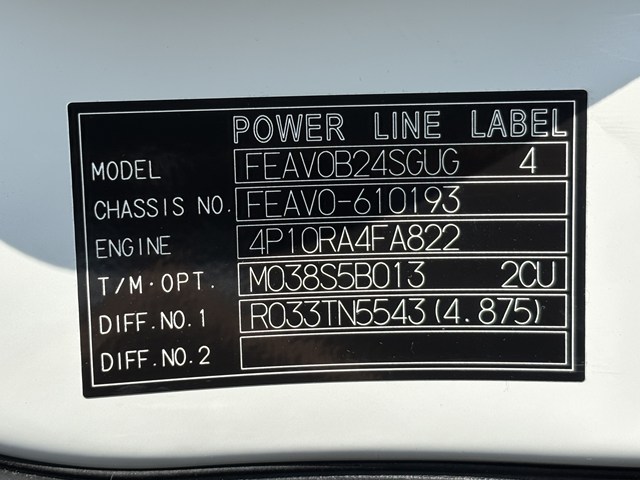 POWER LINE LABEL
MODEL FEAV0B24SGUG 4
CHASSIS NO. FEAV0-610193
ENGINE 4P10RA4FA822
T/M·OPT. M038S5B013 2CU
DIFF.NO.1 R033TN5543(4.875)
DIFF.NO.2